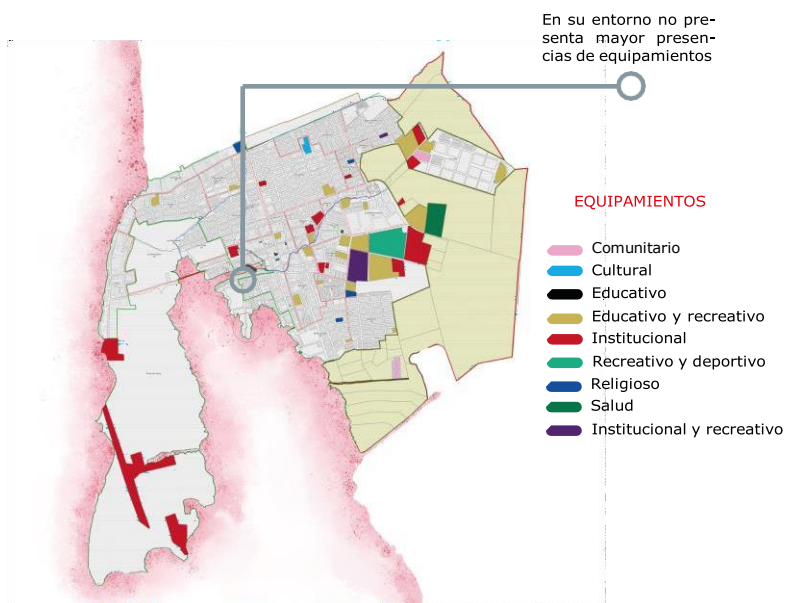 En su entorno no pre-
senta mayor presen-
cias de equipamientos
EQUIPAMIENTOS
Comunitario
Cultural
Educativo
Educativo y recreativo
Institucional
Recreativo y deportivo
Religioso
Salud
Institucional y recreativo